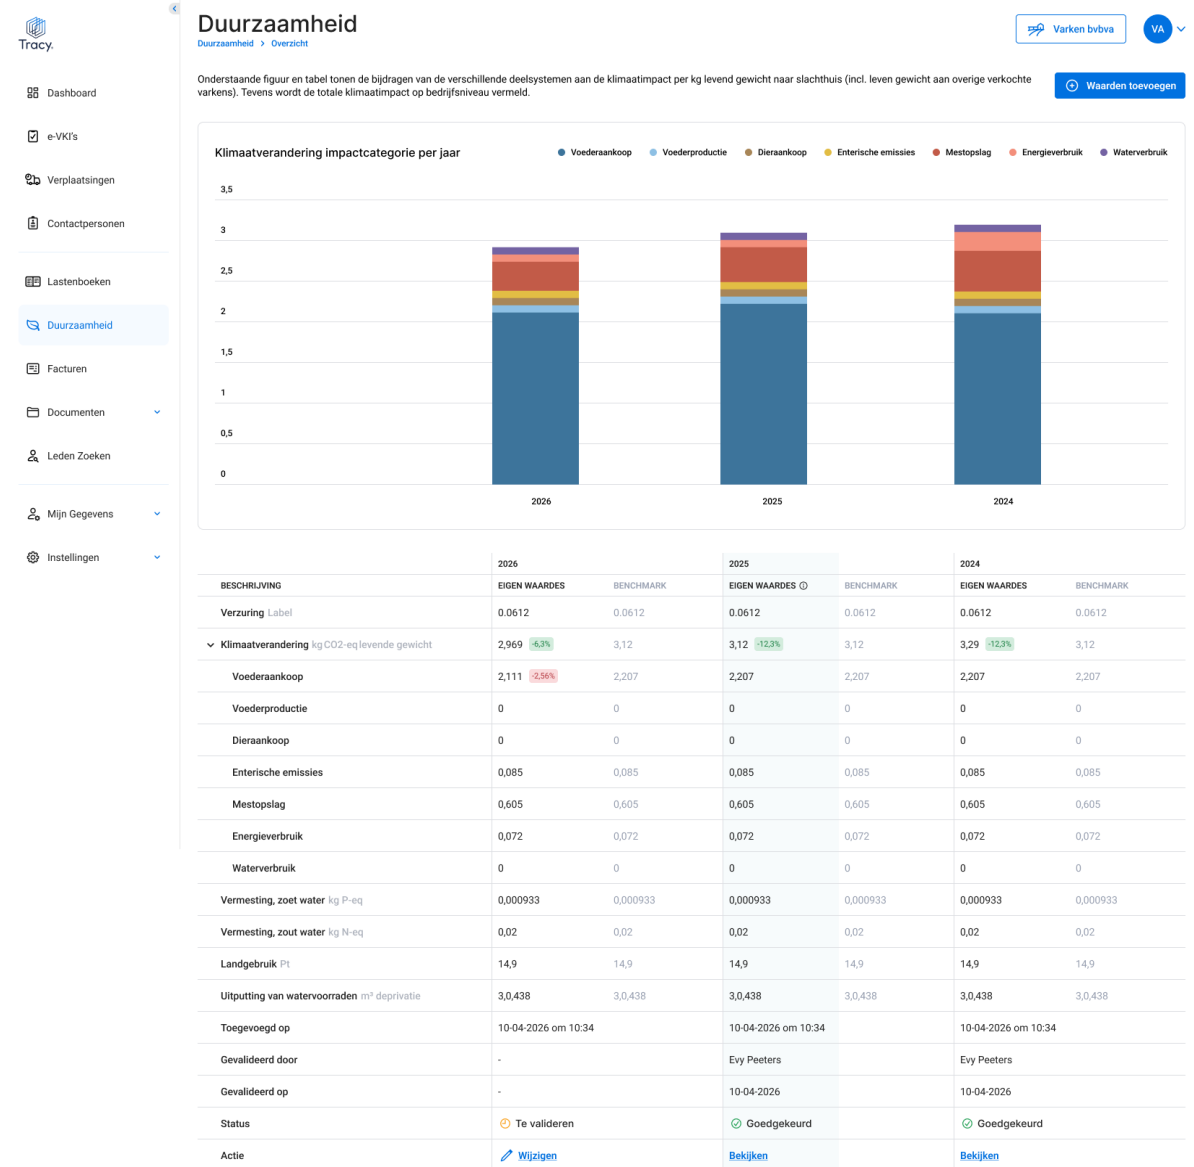 Tracy.
Dashboard
e-VKI's
Verplaatsingen
Contactpersonen
Lastenboeken
Duurzaamheid
Facturen
Documenten
Leden Zoeken
Mijn Gegevens
Instellingen
Duurzaamheid
Duurzaamheid > Overzicht
Varken bvbva
VA
Onderstaande figuur en tabel tonen de bijdragen van de verschillende deelsystemen aan de klimaatimpact per kg levend gewicht naar slachthuis (incl. leven gewicht aan overige verkochte
varkens). Tevens wordt de totale klimaatimpact op bedrijfsniveau vermeld.
Waarden toevoegen
Klimaatverandering impactcategorie per jaar
Voederaankoop Voederproductie Dieraankoop Enterische emissies Mestopslag Energieverbruik Waterverbruik
3,5
3
2,5
2
1,5
1
0,5
0
2026 2025 2024
2026 2025 2024
BESCHRIJVING EIGEN WAARDES BENCHMARK EIGEN WAARDES BENCHMARK EIGEN WAARDES BENCHMARK
Verzuring Label 0.0612 0.0612 0.0612 0.0612 0.0612 0.0612
Klimaatverandering kg CO2-eq levende gewicht 2,969 -6,3% 3,12 3,12 -12,3% 3,12 3,29 -12,3% 3,12
Voederaankoop 2,111 -2,56% 2,207 2,207 2,207 2,207 2,207
Voederproductie 0 0 0 0 0 0
Dieraankoop 0 0 0 0 0 0
Enterische emissies 0,085 0,085 0,085 0,085 0,085 0,085
Mestopslag 0,605 0,605 0,605 0,605 0,605 0,605
Energieverbruik 0,072 0,072 0,072 0,072 0,072 0,072
Waterverbruik 0 0 0 0 0 0
Vermesting, zoet water kg P-eq 0,000933 0,000933 0,000933 0,000933 0,000933 0,000933
Vermesting, zout water kg N-eq 0,02 0,02 0,02 0,02 0,02 0,02
Landgebruik Pt 14,9 14,9 14,9 14,9 14,9 14,9
Uitputting van watervoorraden m³ deprivatie 3,0,438 3,0,438 3,0,438 3,0,438 3,0,438 3,0,438
Toegevoegd op 10-04-2026 om 10:34 10-04-2026 om 10:34 10-04-2026 om 10:34
Gevalideerd door - Evy Peeters Evy Peeters
Gevalideerd op - 10-04-2026 10-04-2026
Status Te valideren Goedgekeurd Goedgekeurd
Actie Wijzigen Bekijken Bekijken